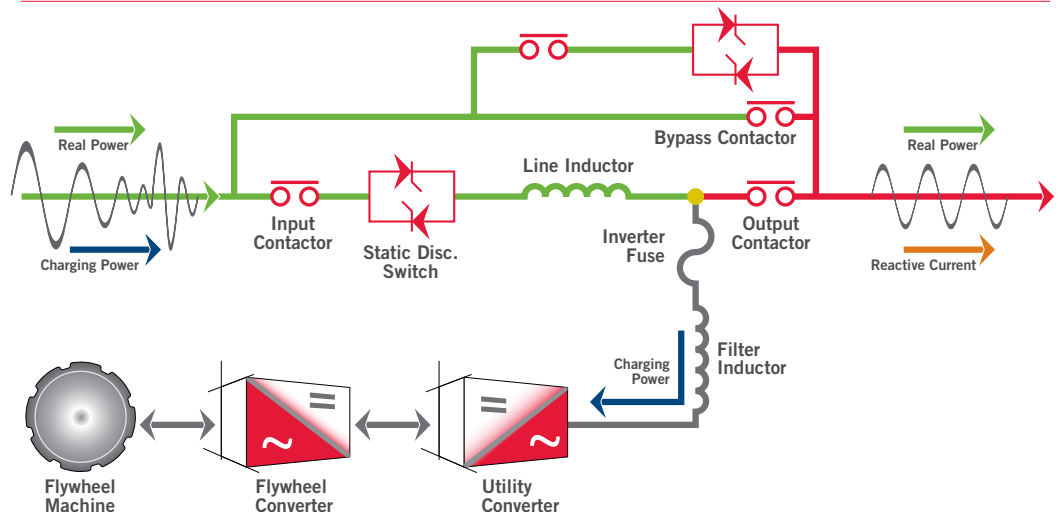 Real Power
Charging Power
Input
Contactor
Static Disc.
Switch
Line Inductor
Bypass Contactor
Output
Contactor
Inverter
Fuse
Real Power
Reactive Current
Charging
Power
Filter
Inductor
Flywheel
Machine
Flywheel
Converter
Utility
Converter